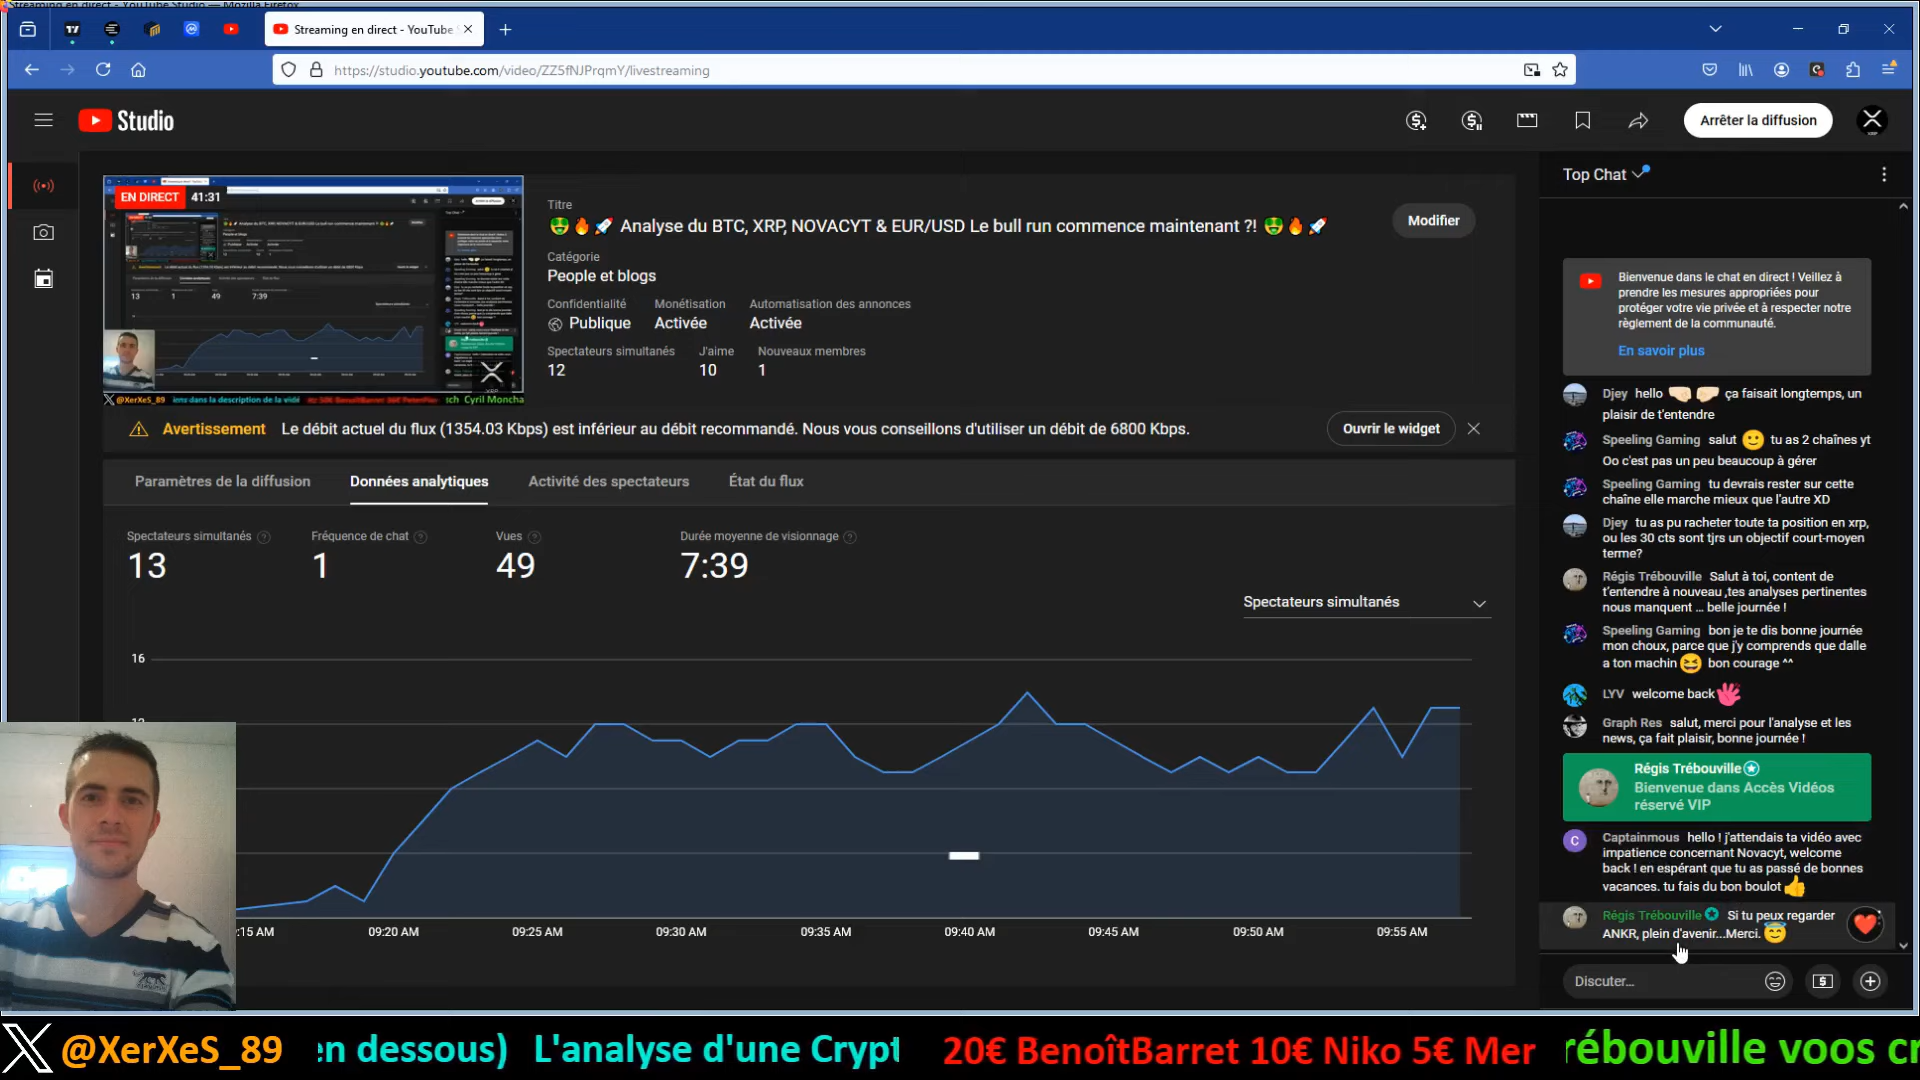 Streaming en direct - YouTube Studio — Mozilla Firefox
Streaming en direct - YouTube
https://studio.youtube.com/video/ZZ5fNJPrqmY/livestreaming
Studio
Arrêter la diffusion
EN DIRECT 41:31
Titre
🤑🔥🚀 Analyse du BTC, XRP, NOVACYT & EUR/USD Le bull run commence maintenant ?! 🤑🔥🚀
Modifier
Catégorie
People et blogs
Confidentialité Monétisation Automatisation des annonces
Publique Activée Activée
Spectateurs simultanés J'aime Nouveaux membres
12 10 1
Avertissement Le débit actuel du flux (1354.03 Kbps) est inférieur au débit recommandé. Nous vous conseillons d'utiliser un débit de 6800 Kbps.
Ouvrir le widget
Paramètres de la diffusion Données analytiques Activité des spectateurs État du flux
Spectateurs simultanés Fréquence de chat Vues Durée moyenne de visionnage
13 1 49 7:39
Spectateurs simultanés
16
:15 AM 09:20 AM 09:25 AM 09:30 AM 09:35 AM 09:40 AM 09:45 AM 09:50 AM 09:55 AM
Top Chat
Bienvenue dans le chat en direct ! Veillez à
prendre les mesures appropriées pour
protéger votre vie privée et à respecter notre
règlement de la communauté.
En savoir plus
Djey hello 🤜🏻🤛🏻 ça faisait longtemps, un
plaisir de t'entendre
Speeling Gaming salut 🙂 tu as 2 chaînes yt
Oo c'est pas un peu beaucoup à gérer
Speeling Gaming tu devrais rester sur cette
chaîne elle marche mieux que l'autre XD
Djey tu as pu racheter toute ta position en xrp,
ou les 30 cts sont tjrs un objectif court-moyen
terme?
Régis Trébouville Salut à toi, content de
t'entendre à nouveau ,tes analyses pertinentes
nous manquent ... belle journée !
Speeling Gaming bon je te dis bonne journée
mon choux, parce que j'y comprends que dalle
a ton machin 😆 bon courage ^^
LYV welcome back
Graph Res salut, merci pour l'analyse et les
news, ça fait plaisir, bonne journée !
Régis Trébouville
Bienvenue dans Accès Vidéos
réservé VIP
C
Captainmous hello ! j'attendais ta vidéo avec
impatience concernant Novacyt, welcome
back ! en espérant que tu as passé de bonnes
vacances. tu fais du bon boulot 👍
Régis Trébouville Si tu peux regarder
ANKR, plein d'avenir...Merci. 😇
Discuter...
@XerXeS_89 en dessous) L'analyse d'une Crypt 20€ BenoîtBarret 10€ Niko 5€ Mer rébouville voos cr